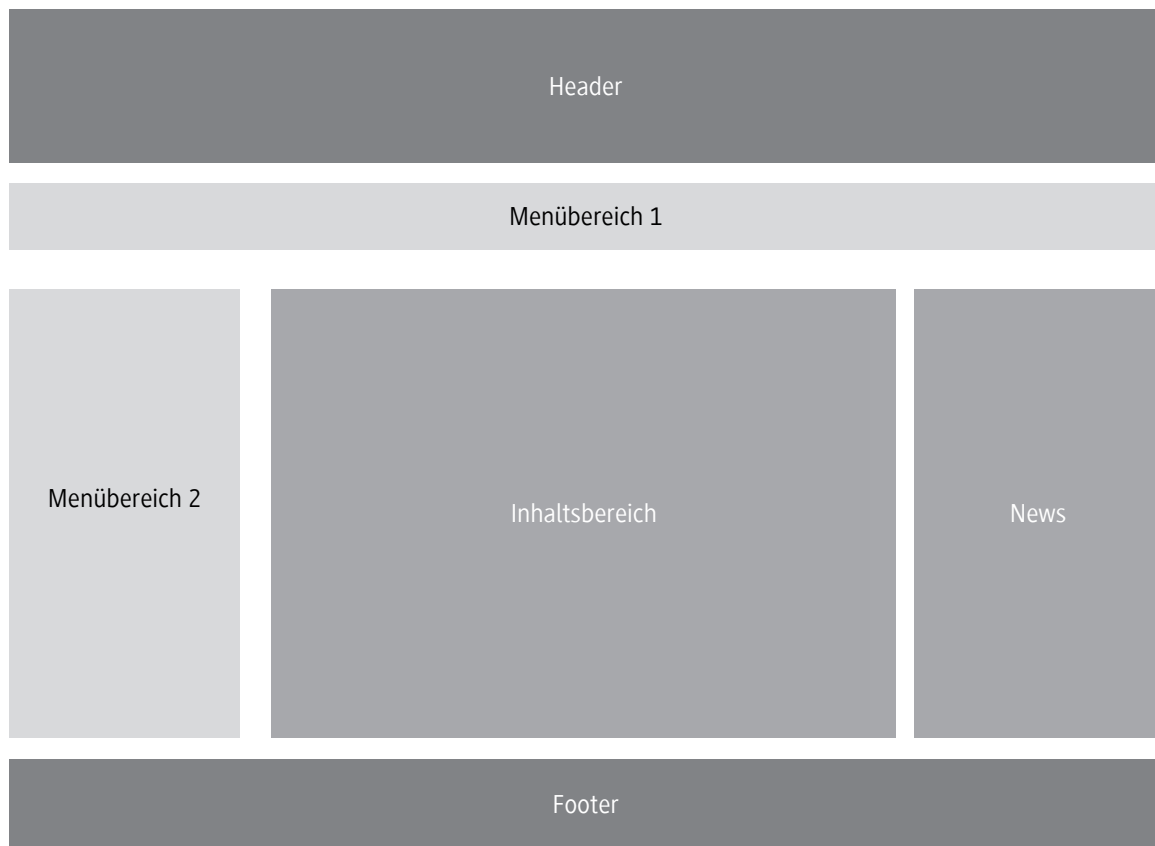 Header
Menübereich 1
Menübereich 2
Inhaltsbereich
News
Footer